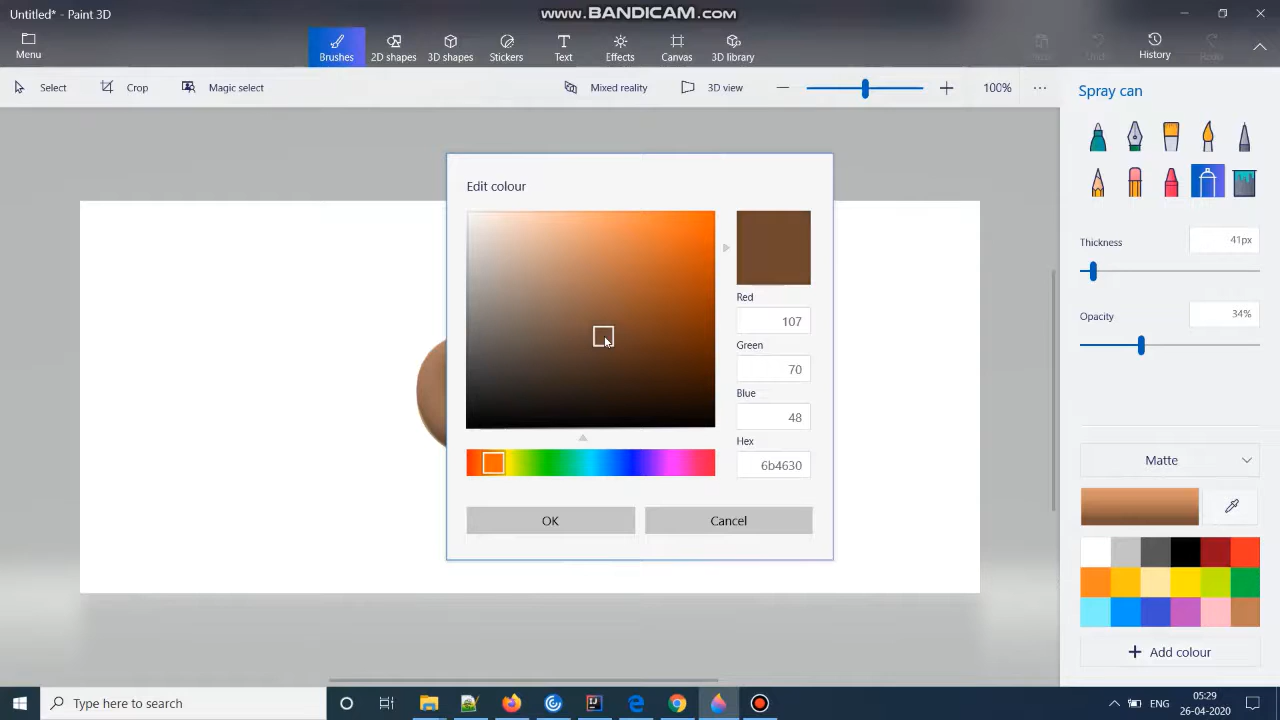 Untitled* - Paint 3D
www.BANDICAM.com
Menu
Brushes
2D shapes
3D shapes
Stickers
Text
Effects
Canvas
3D library
Undo
History
Redo
Select
Crop
Magic select
Mixed reality
3D view
100%
Spray can
Thickness
41px
Opacity
34%
Edit colour
Red
107
Green
70
Blue
48
Hex
6b4630
OK
Cancel
Matte
Add colour
Type here to search
ENG
05:29
26-04-2020